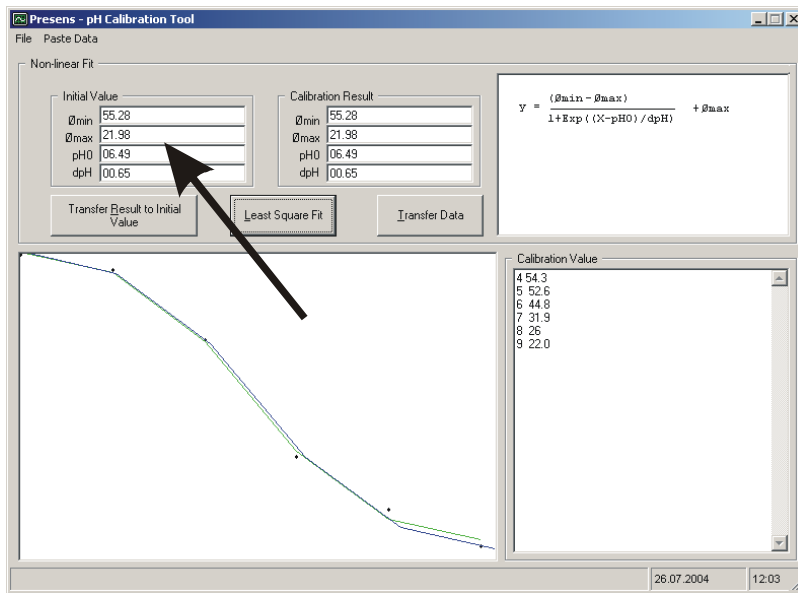 Presens - pH Calibration Tool
File Paste Data
Non-linear Fit
Initial Value
Ømin 55.28
Ømax 21.98
pH0 06.49
dpH 00.65
Calibration Result
Ømin 55.28
Ømax 21.98
pH0 06.49
dpH 00.65
y = (Ømin-Ømax) / 1+Exp((X-pH0)/dpH) +Ømax
Transfer Result to Initial
Value
Least Square Fit
Transfer Data
Calibration Value
4 54.3
5 52.6
6 44.8
7 31.9
8 26
9 22.0
26.07.2004 12:03